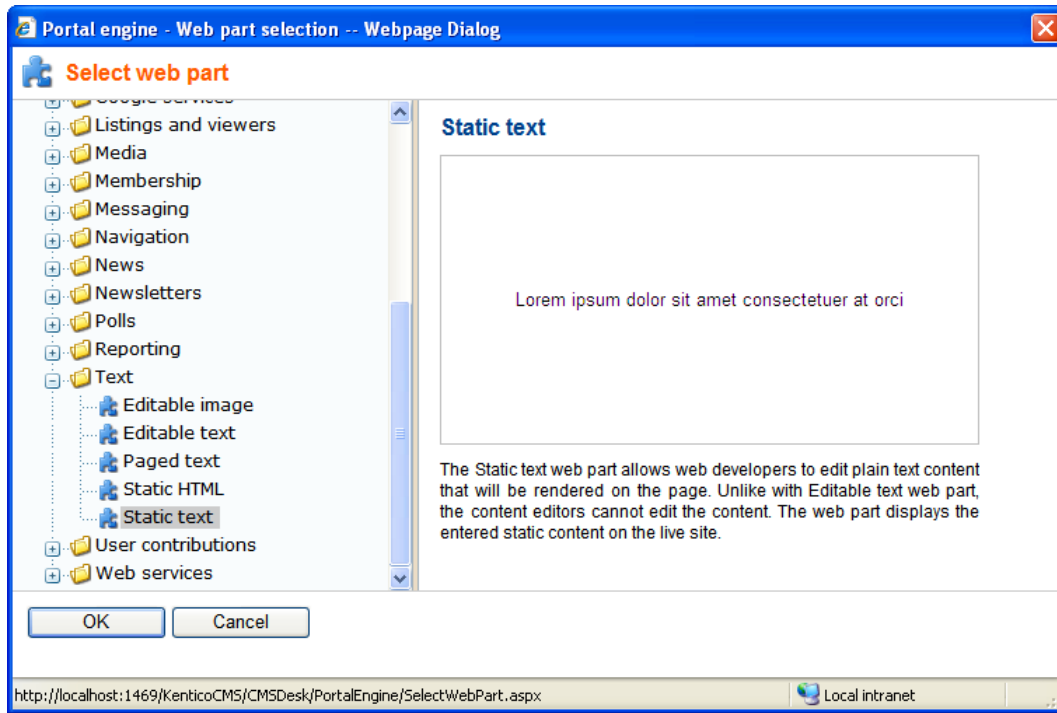 Portal engine - Web part selection -- Webpage Dialog
Select web part
Google services
Listings and viewers
Media
Membership
Messaging
Navigation
News
Newsletters
Polls
Reporting
Text
Editable image
Editable text
Paged text
Static HTML
Static text
User contributions
Web services
Static text
Lorem ipsum dolor sit amet consectetuer at orci
The Static text web part allows web developers to edit plain text content
that will be rendered on the page. Unlike with Editable text web part,
the content editors cannot edit the content. The web part displays the
entered static content on the live site.
OK
Cancel
http://localhost:1469/KenticoCMS/CMSDesk/PortalEngine/SelectWebPart.aspx
Local intranet